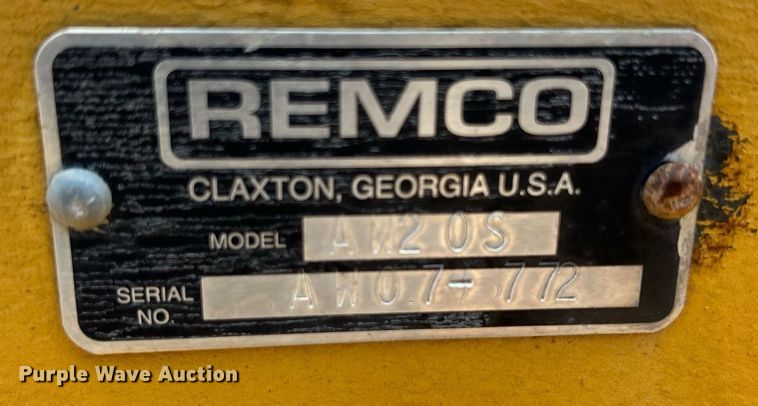 REMCO
CLAXTON, GEORGIA U.S.A.
MODEL AW20S
SERIAL NO. AW07-772
Purple Wave Auction